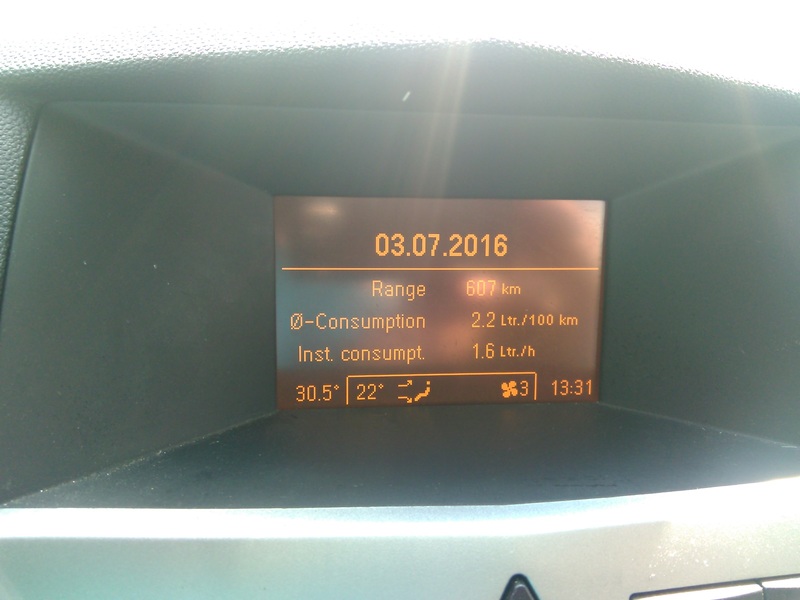 03.07.2016
Range 607 km
Ø-Consumption 2.2 Ltr./100 km
Inst. consumpt. 1.6 Ltr./h
30.5° 22° 3 13:31